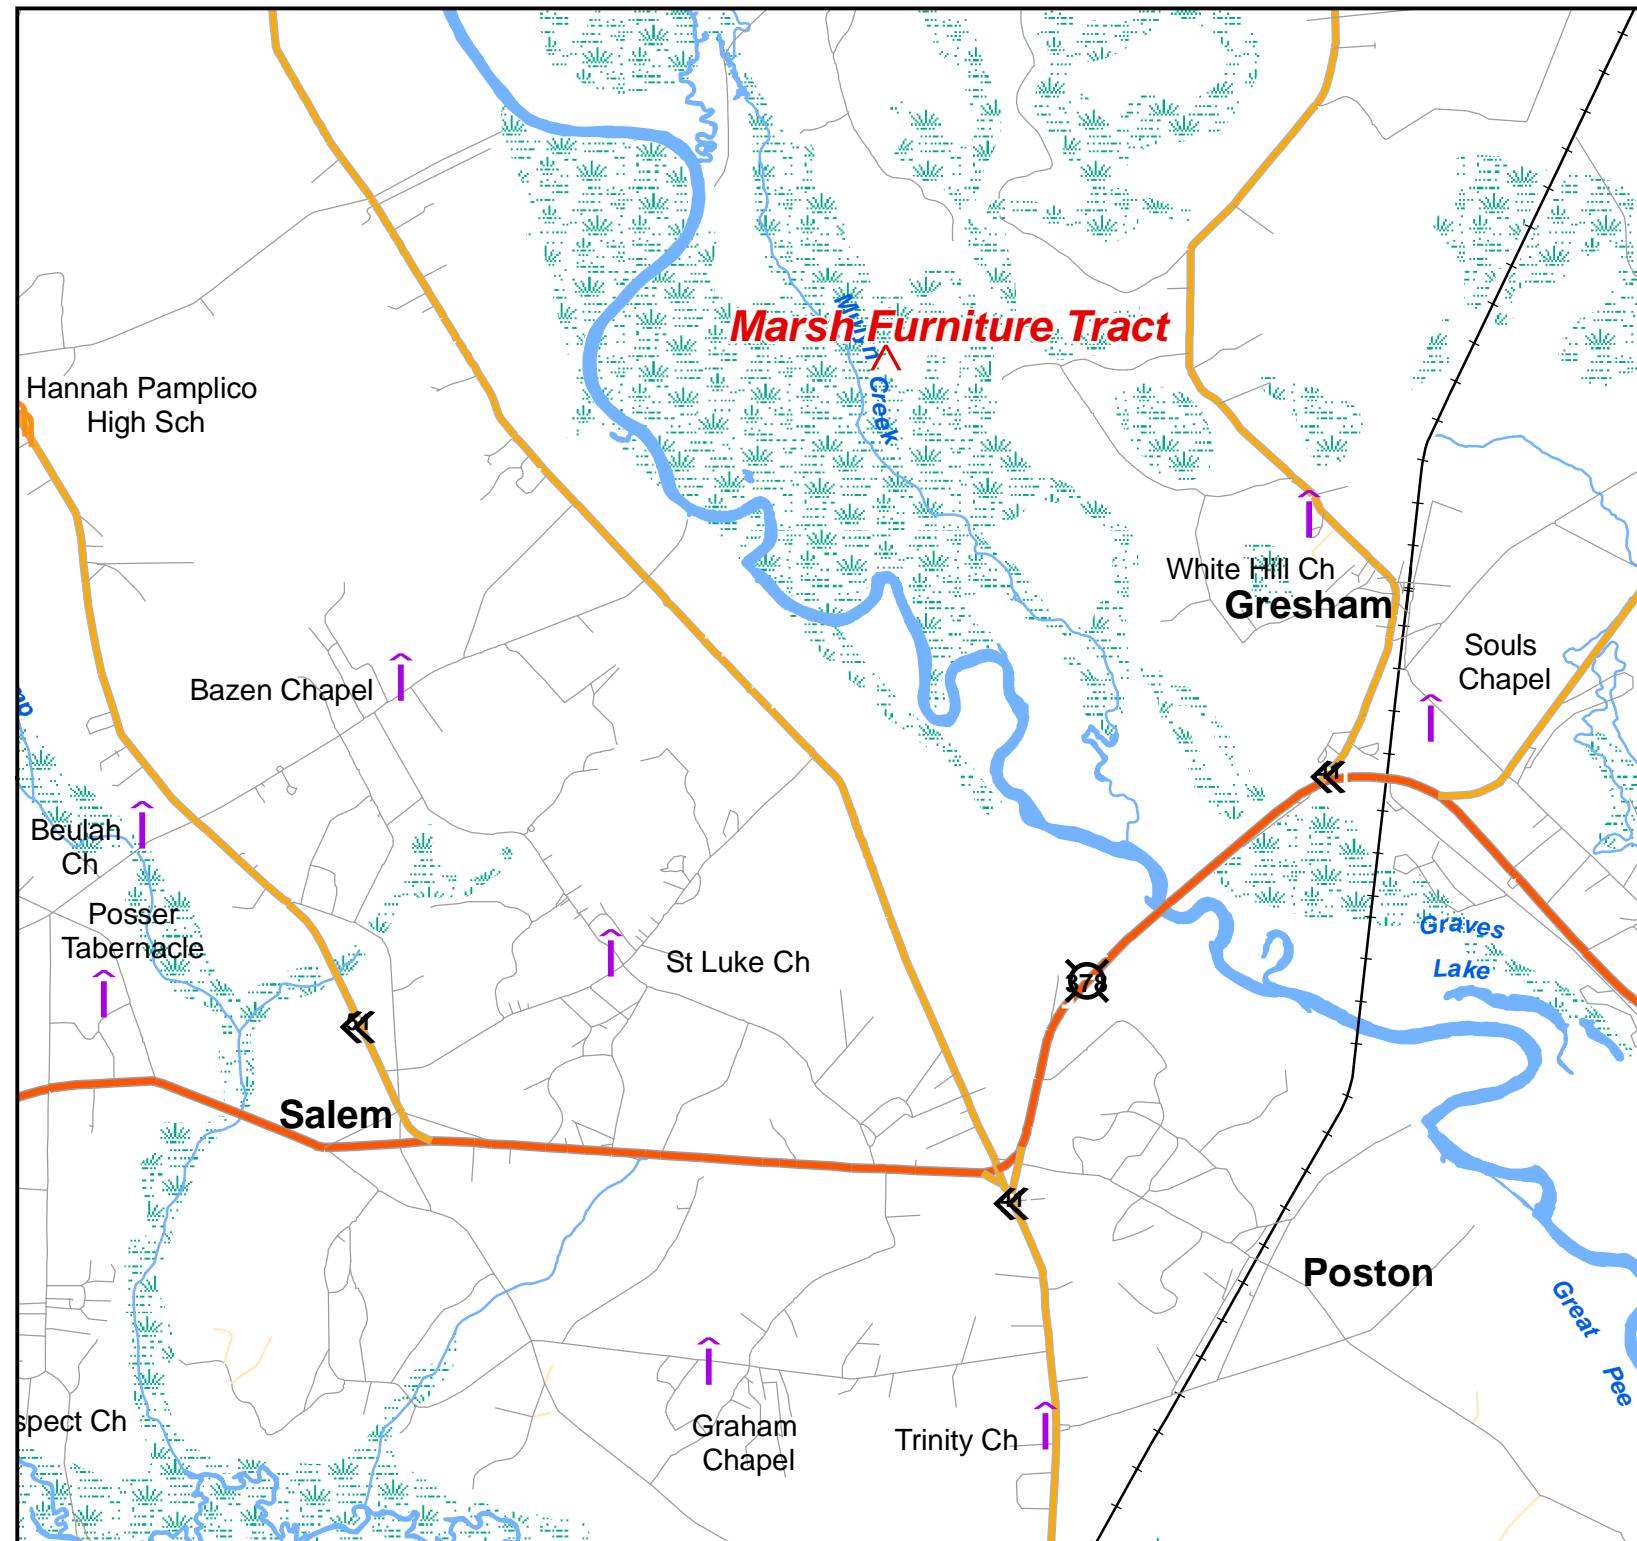 Marsh Furniture Tract
Creek
Hannah Pamplico
High Sch
White Hill Ch
Gresham
Souls
Chapel
Bazen Chapel
Beulah
Ch
Posser
Tabernacle
St Luke Ch
Graves
Lake
378
Salem
Poston
Great
Pee
spect Ch
Graham
Chapel
Trinity Ch